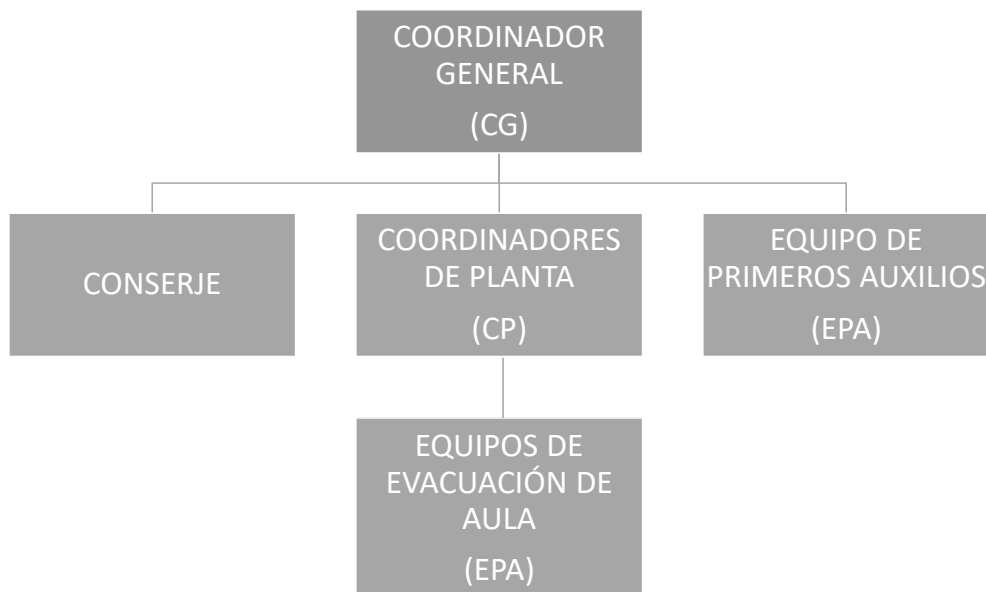 COORDINADOR
GENERAL
(CG)
CONSERJE
COORDINADORES
DE PLANTA
(CP)
EQUIPO DE
PRIMEROS AUXILIOS
(EPA)
EQUIPOS DE
EVACUACIÓN DE
AULA
(EPA)